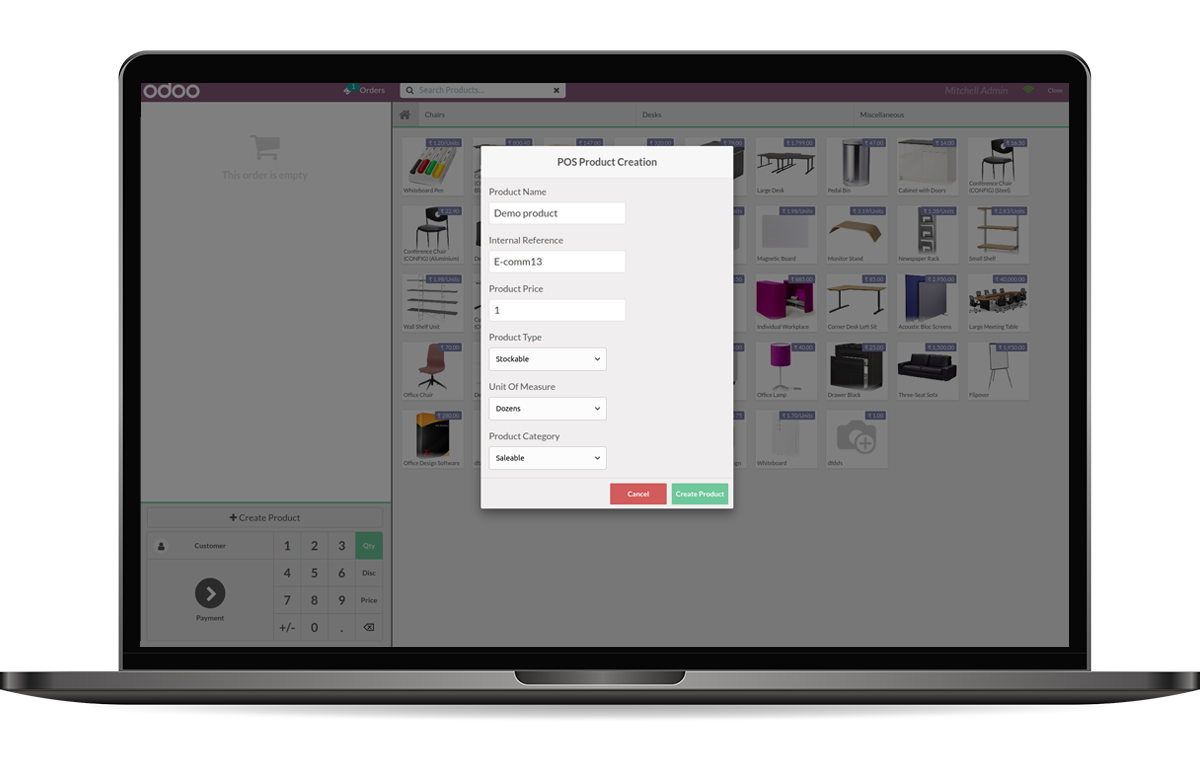 odoo
1
Orders
Search Products...
Mitchell Admin
Close
Chairs
Desks
Miscellaneous
This order is empty
₹ 1.20/Units
₹ 800.40
₹ 147.00
₹ 320.00
₹ 1,799.00
₹ 47.00
₹ 14.00
₹ 16.50
Whiteboard Pen
Large Desk
Pedal Bin
Cabinet with Doors
Conference Chair
(CONFIG) (Steel)
₹ 22.90
₹ 1.98/Units
₹ 3.19/Units
₹ 1.28/Units
₹ 2.83/Units
Conference Chair
(CONFIG) (Aluminium)
Magnetic Board
Monitor Stand
Newspaper Rack
Small Shelf
₹ 1.98/Units
₹ 885.00
₹ 85.00
₹ 2,950.00
₹ 40,000.00
Wall Shelf Unit
Individual Workplace
Corner Desk Left Sit
Acoustic Bloc Screens
Large Meeting Table
₹ 70.00
₹ 40.00
₹ 25.00
₹ 1,500.00
₹ 1,950.00
Office Chair
Office Lamp
Drawer Black
Three-Seat Sofa
Flipover
₹ 280.00
₹ 1.70/Units
₹ 1.00
Office Design Software
Whiteboard
dtlsfs
POS Product Creation
Product Name
Demo product
Internal Reference
E-comm13
Product Price
1
Product Type
Stockable
Unit Of Measure
Dozens
Product Category
Saleable
Cancel
Create Product
Create Product
Customer
1 2 3 Qty
4 5 6 Disc
Payment
7 8 9 Price
+/- 0 .